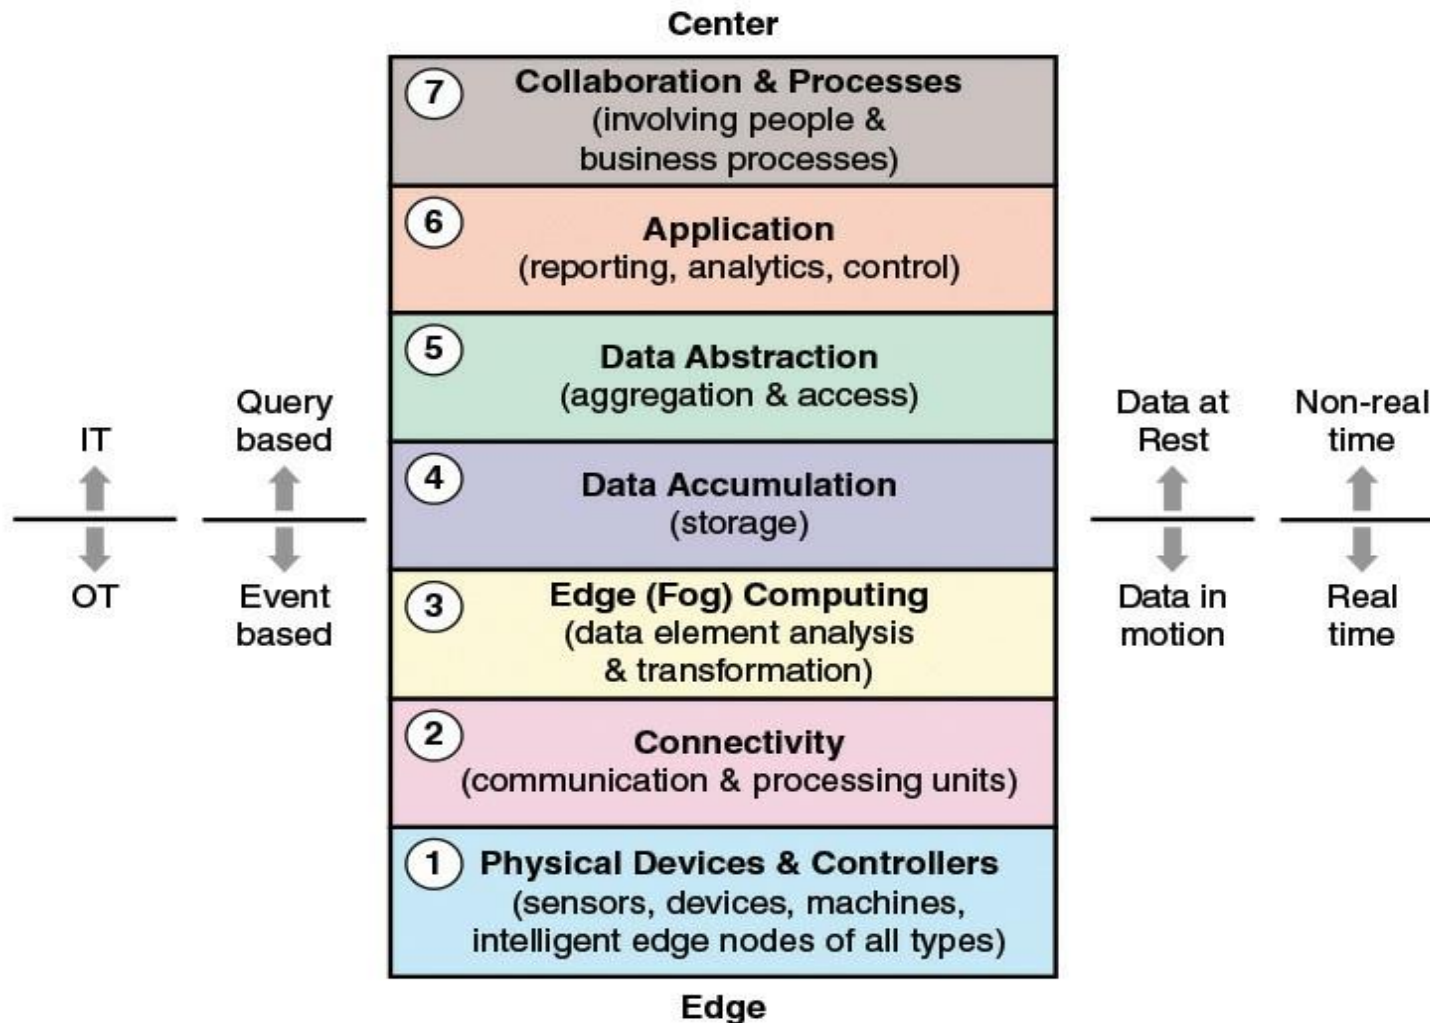 Center
7
Collaboration & Processes
(involving people &
business processes)
6
Application
(reporting, analytics, control)
5
Data Abstraction
(aggregation & access)
4
Data Accumulation
(storage)
3
Edge (Fog) Computing
(data element analysis
& transformation)
2
Connectivity
(communication & processing units)
1
Physical Devices & Controllers
(sensors, devices, machines,
intelligent edge nodes of all types)
Edge
IT
OT
Query
based
Event
based
Data at
Rest
Data in
motion
Non-real
time
Real
time